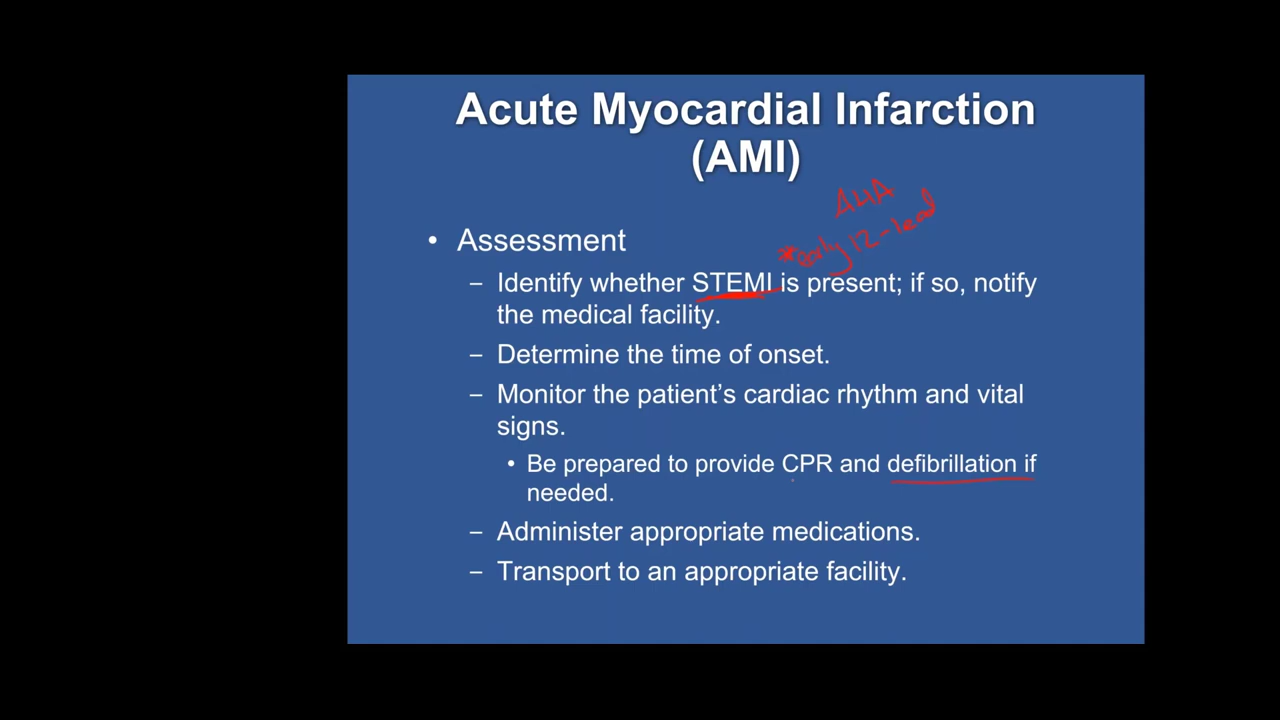 Acute Myocardial Infarction
(AMI)
AHA
*early 12-lead
• Assessment
– Identify whether STEMI is present; if so, notify
the medical facility.
– Determine the time of onset.
– Monitor the patient’s cardiac rhythm and vital
signs.
• Be prepared to provide CPR and defibrillation if
needed.
– Administer appropriate medications.
– Transport to an appropriate facility.